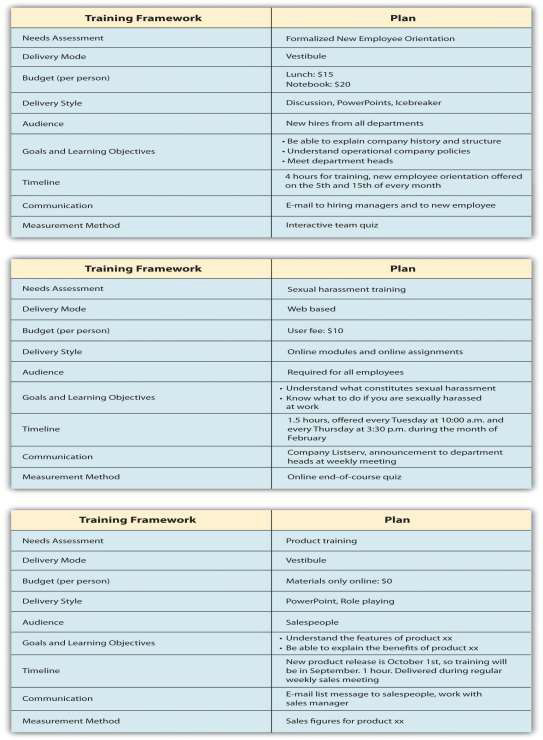 Training Framework Plan
Needs Assessment Formalized New Employee Orientation
Delivery Mode Vestibule
Budget (per person) Lunch: $15
Notebook: $20
Delivery Style Discussion, PowerPoints, Icebreaker
Audience New hires from all departments
Goals and Learning Objectives • Be able to explain company history and structure
• Understand operational company policies
• Meet department heads
Timeline 4 hours for training, new employee orientation offered
on the 5th and 15th of every month
Communication E-mail to hiring managers and to new employee
Measurement Method Interactive team quiz
Training Framework Plan
Needs Assessment Sexual harassment training
Delivery Mode Web based
Budget (per person) User fee: $10
Delivery Style Online modules and online assignments
Audience Required for all employees
Goals and Learning Objectives • Understand what constitutes sexual harassment
• Know what to do if you are sexually harassed
at work
Timeline 1.5 hours, offered every Tuesday at 10:00 a.m. and
every Thursday at 3:30 p.m. during the month of
February
Communication Company Listserv, announcement to department
heads at weekly meeting
Measurement Method Online end-of-course quiz
Training Framework Plan
Needs Assessment Product training
Delivery Mode Vestibule
Budget (per person) Materials only online: $0
Delivery Style PowerPoint, Role playing
Audience Salespeople
Goals and Learning Objectives • Understand the features of product xx
• Be able to explain the benefits of product xx
Timeline New product release is October 1st, so training will
be in September. 1 hour. Delivered during regular
weekly sales meeting
Communication E-mail list message to salespeople, work with
sales manager
Measurement Method Sales figures for product xx